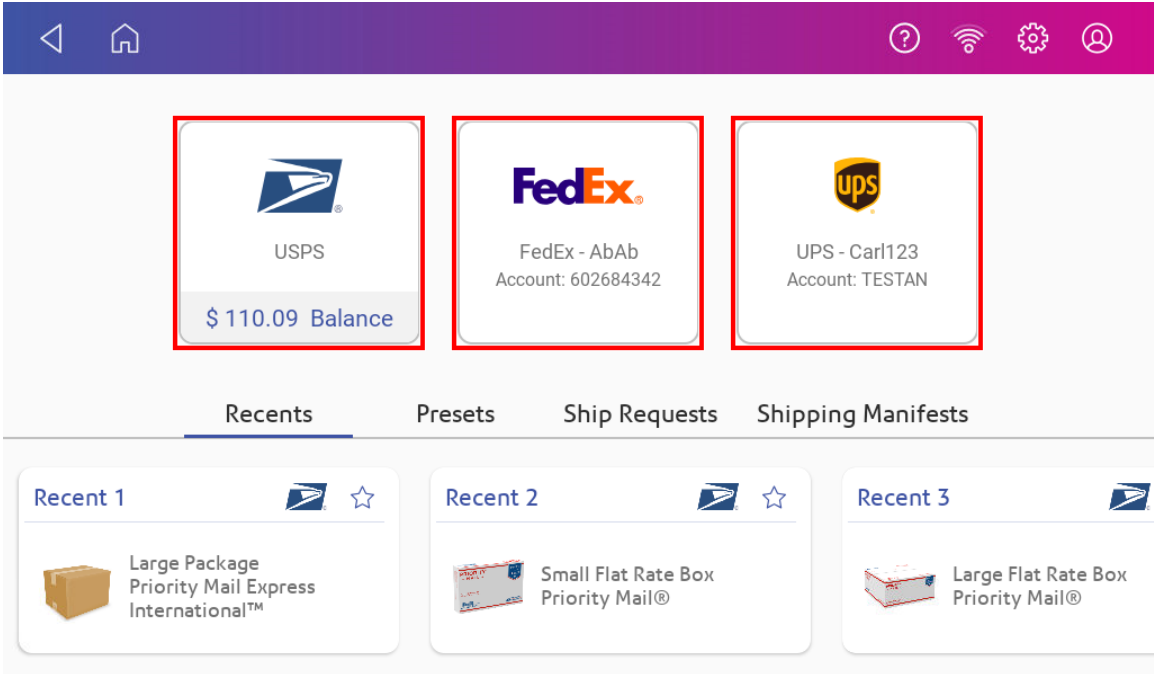 FedEx®
ups
USPS
FedEx - AbAb
UPS - Carl123
Account: 602684342
Account: TESTAN
$ 110.09 Balance
Recents
Presets
Ship Requests
Shipping Manifests
Recent 1
Recent 2
Recent 3
Large Package
Priority Mail Express
International™
Small Flat Rate Box
Priority Mail®
Large Flat Rate Box
Priority Mail®